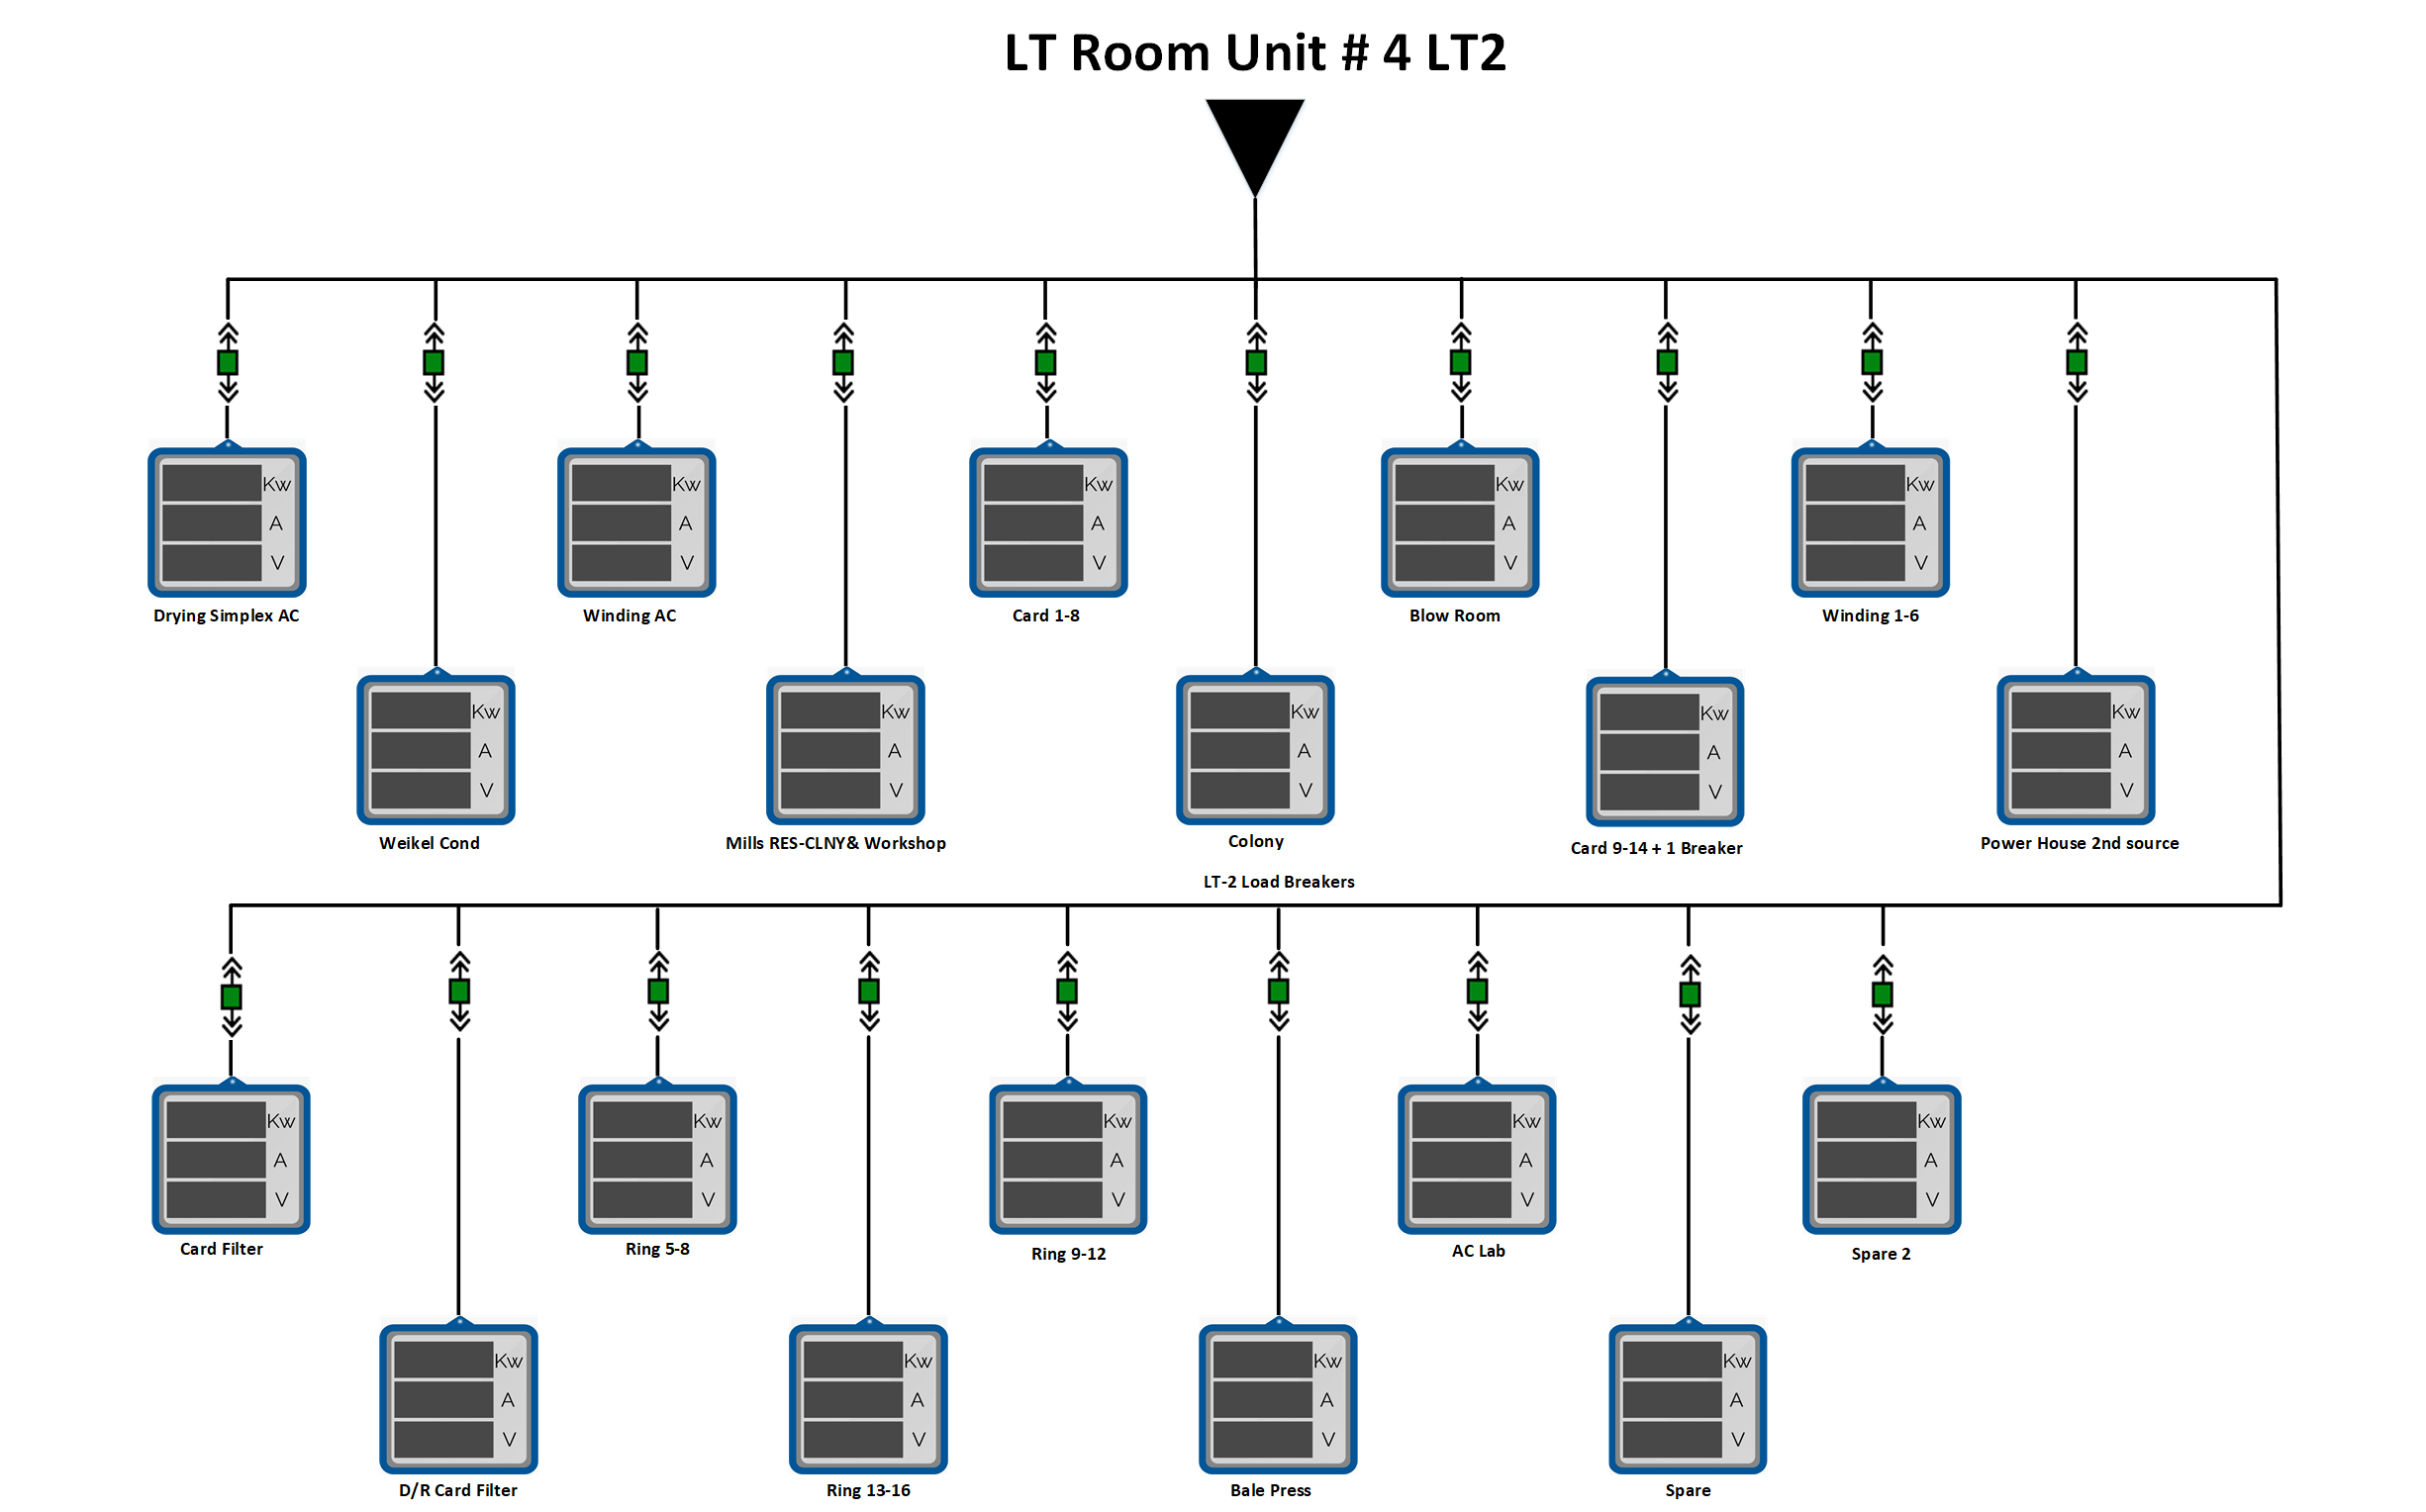 LT Room Unit # 4 LT2
Kw
A
V
Drying Simplex AC
Kw
A
V
Winding AC
Kw
A
V
Card 1-8
Kw
A
V
Blow Room
Kw
A
V
Winding 1-6
Kw
A
V
Weikel Cond
Kw
A
V
Mills RES-CLNY& Workshop
Kw
A
V
Colony
Kw
A
V
Card 9-14 + 1 Breaker
Kw
A
V
Power House 2nd source
LT-2 Load Breakers
Kw
A
V
Card Filter
Kw
A
V
Ring 5-8
Kw
A
V
Ring 9-12
Kw
A
V
AC Lab
Kw
A
V
Spare 2
Kw
A
V
D/R Card Filter
Kw
A
V
Ring 13-16
Kw
A
V
Bale Press
Kw
A
V
Spare